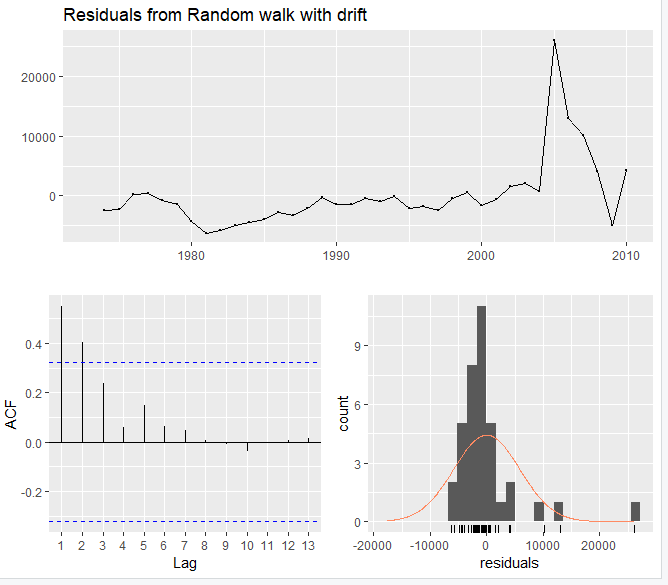 Residuals from Random walk with drift
20000
10000
0
1980
1990
2000
2010
ACF
0.4
0.2
0.0
-0.2
1 2 3 4 5 6 7 8 9 10 11 12 13
Lag
count
9
6
3
0
-20000 -10000 0 10000 20000
residuals